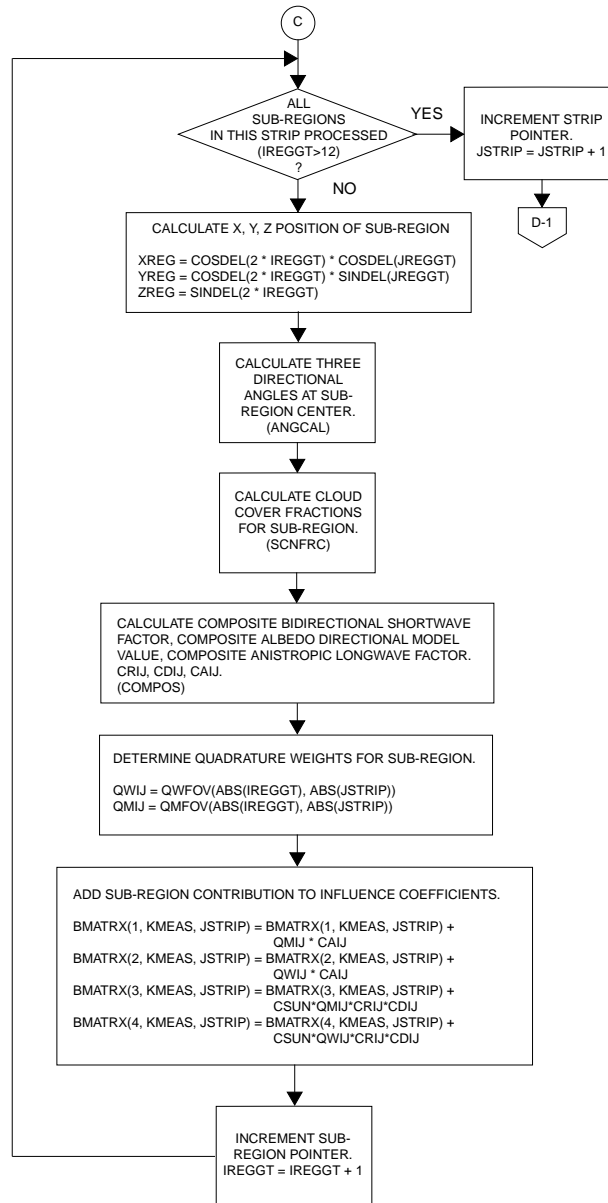 C
ALL
SUB-REGIONS
IN THIS STRIP PROCESSED
(IREGGT>12)
?
YES
INCREMENT STRIP
POINTER.
JSTRIP = JSTRIP + 1
D-1
NO
CALCULATE X, Y, Z POSITION OF SUB-REGION
XREG = COSDEL(2 * IREGGT) * COSDEL(JREGGT)
YREG = COSDEL(2 * IREGGT) * SINDEL(JREGGT)
ZREG = SINDEL(2 * IREGGT)
CALCULATE THREE
DIRECTIONAL
ANGLES AT SUB-
REGION CENTER.
(ANGCAL)
CALCULATE CLOUD
COVER FRACTIONS
FOR SUB-REGION.
(SCNFRC)
CALCULATE COMPOSITE BIDIRECTIONAL SHORTWAVE
FACTOR, COMPOSITE ALBEDO DIRECTIONAL MODEL
VALUE, COMPOSITE ANISTROPIC LONGWAVE FACTOR.
CRIJ, CDIJ, CAIJ.
(COMPOS)
DETERMINE QUADRATURE WEIGHTS FOR SUB-REGION.
QWIJ = QWFOV(ABS(IREGGT), ABS(JSTRIP))
QMIJ = QMFOV(ABS(IREGGT), ABS(JSTRIP))
ADD SUB-REGION CONTRIBUTION TO INFLUENCE COEFFICIENTS.
BMATRX(1, KMEAS, JSTRIP) = BMATRX(1, KMEAS, JSTRIP) +
QMIJ * CAIJ
BMATRX(2, KMEAS, JSTRIP) = BMATRX(2, KMEAS, JSTRIP) +
QWIJ * CAIJ
BMATRX(3, KMEAS, JSTRIP) = BMATRX(3, KMEAS, JSTRIP) +
CSUN*QMIJ*CRIJ*CDIJ
BMATRX(4, KMEAS, JSTRIP) = BMATRX(4, KMEAS, JSTRIP) +
CSUN*QWIJ*CRIJ*CDIJ
INCREMENT SUB-
REGION POINTER.
IREGGT = IREGGT + 1